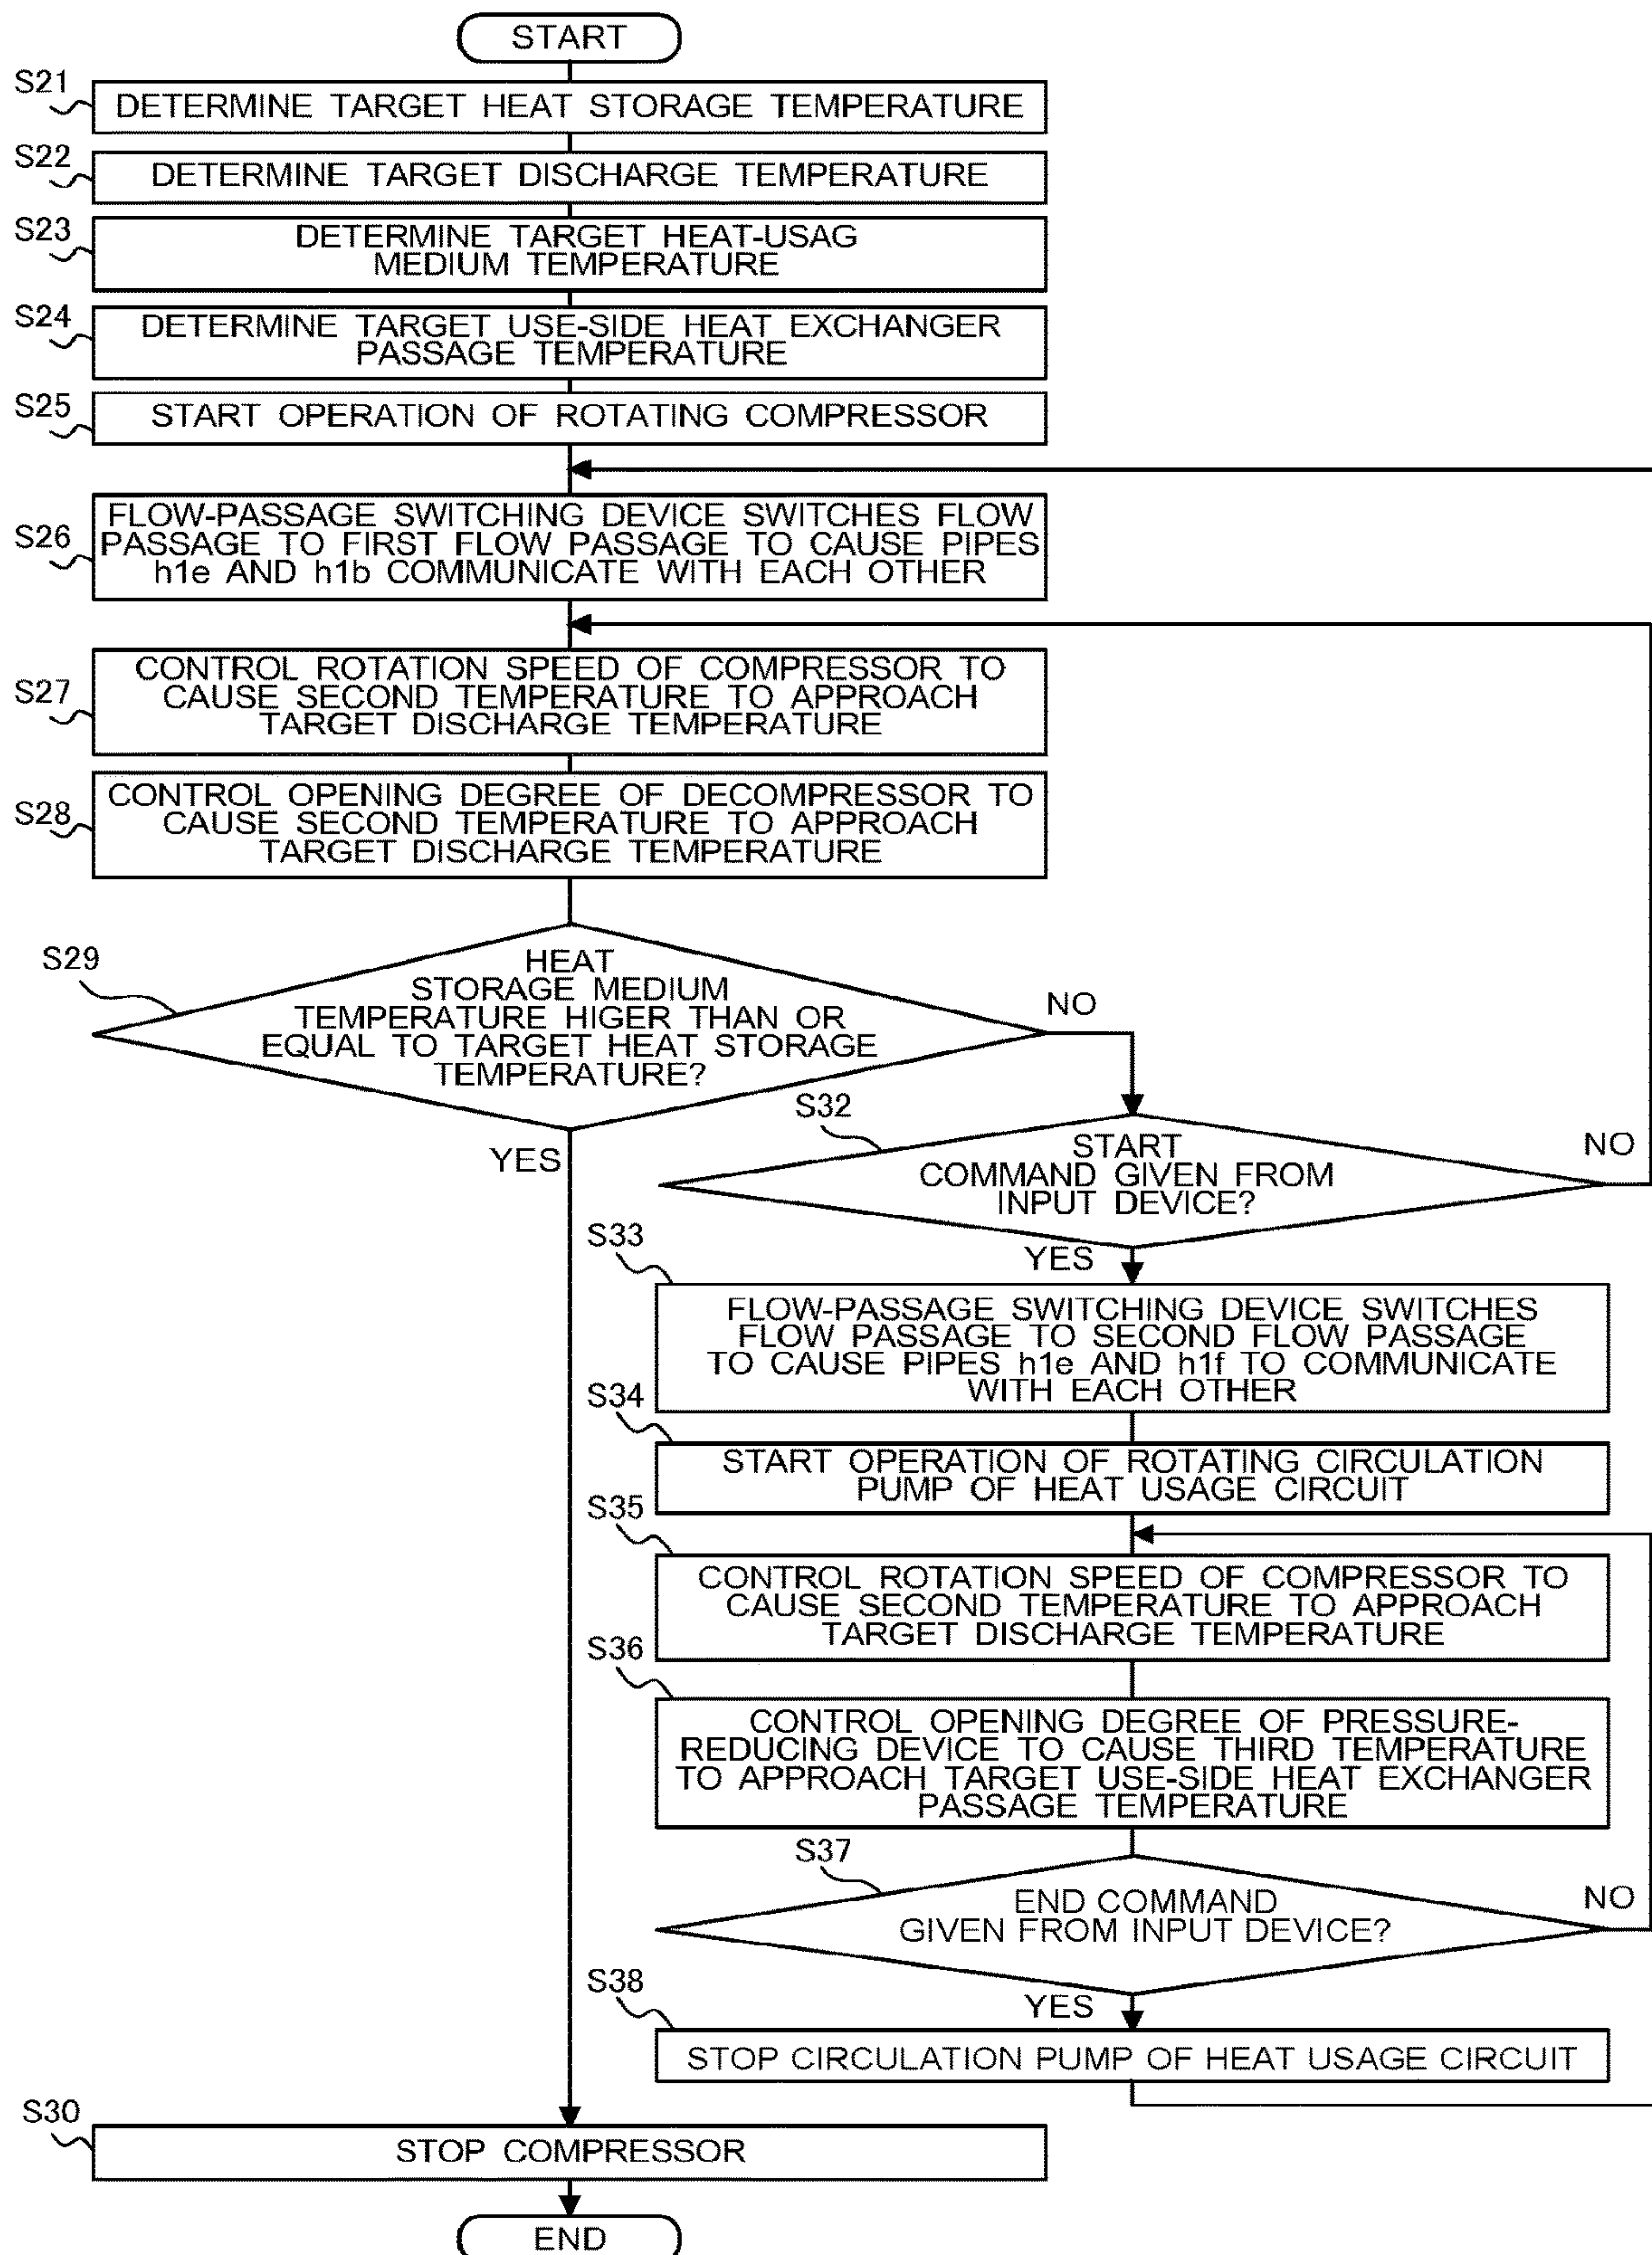 START
S21
DETERMINE TARGET HEAT STORAGE TEMPERATURE
S22
DETERMINE TARGET DISCHARGE TEMPERATURE
S23
DETERMINE TARGET HEAT-USAG
MEDIUM TEMPERATURE
S24
DETERMINE TARGET USE-SIDE HEAT EXCHANGER
PASSAGE TEMPERATURE
S25
START OPERATION OF ROTATING COMPRESSOR
S26
FLOW-PASSAGE SWITCHING DEVICE SWITCHES FLOW
PASSAGE TO FIRST FLOW PASSAGE TO CAUSE PIPES
h1e AND h1b COMMUNICATE WITH EACH OTHER
S27
CONTROL ROTATION SPEED OF COMPRESSOR TO
CAUSE SECOND TEMPERATURE TO APPROACH
TARGET DISCHARGE TEMPERATURE
S28
CONTROL OPENING DEGREE OF DECOMPRESSOR TO
CAUSE SECOND TEMPERATURE TO APPROACH
TARGET DISCHARGE TEMPERATURE
S29
HEAT
STORAGE MEDIUM
TEMPERATURE HIGER THAN OR
EQUAL TO TARGET HEAT STORAGE
TEMPERATURE?
NO
YES
S32
START
COMMAND GIVEN FROM
INPUT DEVICE?
NO
YES
S33
FLOW-PASSAGE SWITCHING DEVICE SWITCHES
FLOW PASSAGE TO SECOND FLOW PASSAGE
TO CAUSE PIPES h1e AND h1f TO COMMUNICATE
WITH EACH OTHER
S34
START OPERATION OF ROTATING CIRCULATION
PUMP OF HEAT USAGE CIRCUIT
S35
CONTROL ROTATION SPEED OF COMPRESSOR TO
CAUSE SECOND TEMPERATURE TO APPROACH
TARGET DISCHARGE TEMPERATURE
S36
CONTROL OPENING DEGREE OF PRESSURE-
REDUCING DEVICE TO CAUSE THIRD TEMPERATURE
TO APPROACH TARGET USE-SIDE HEAT EXCHANGER
PASSAGE TEMPERATURE
S37
END COMMAND
GIVEN FROM INPUT DEVICE?
NO
YES
S38
STOP CIRCULATION PUMP OF HEAT USAGE CIRCUIT
S30
STOP COMPRESSOR
END